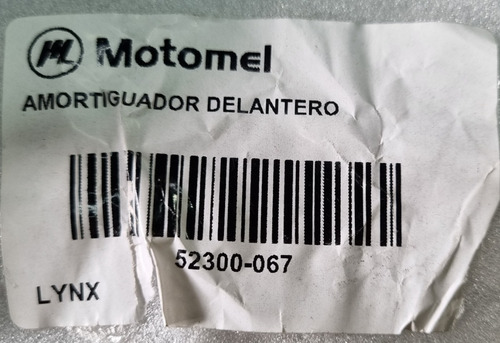 Motomel
AMORTIGUADOR DELANTERO
52300-067
LYNX